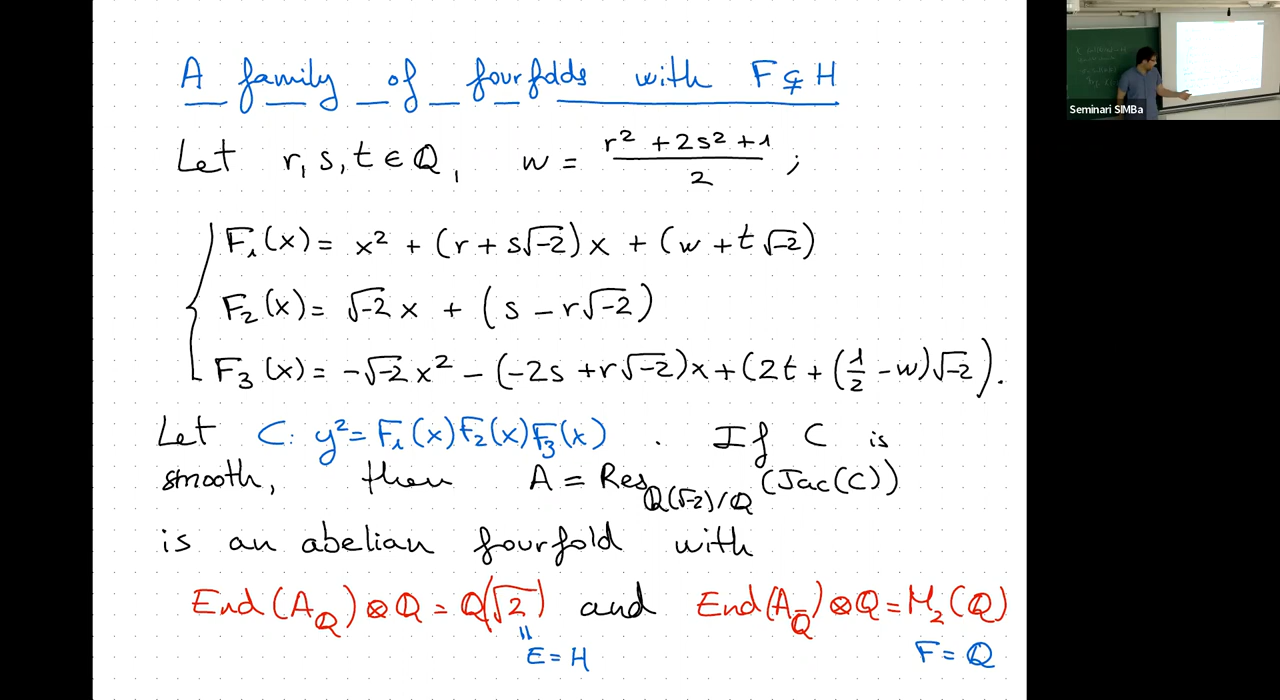 A family of fourfolds with F ⊊ H
Seminari SIMBa
Let r, s, t ∈ Q, w = (r² + 2s² + 1)/2 ;
F₁(x) = x² + (r + s√-2)x + (w + t√-2)
F₂(x) = √-2 x + (s - r√-2)
F₃(x) = -√-2 x² - (-2s + r√-2)x + (2t + (1/2 - w)√-2).
Let C: y² = F₁(x)F₂(x)F₃(x) . If C is
smooth, then A = Res_{Q(√-2)/Q} (Jac(C))
is an abelian fourfold with
End(A_Q) ⊗ Q = Q(√2) and End(A_Q̄) ⊗ Q = M₂(Q)
=
E = H F = Q